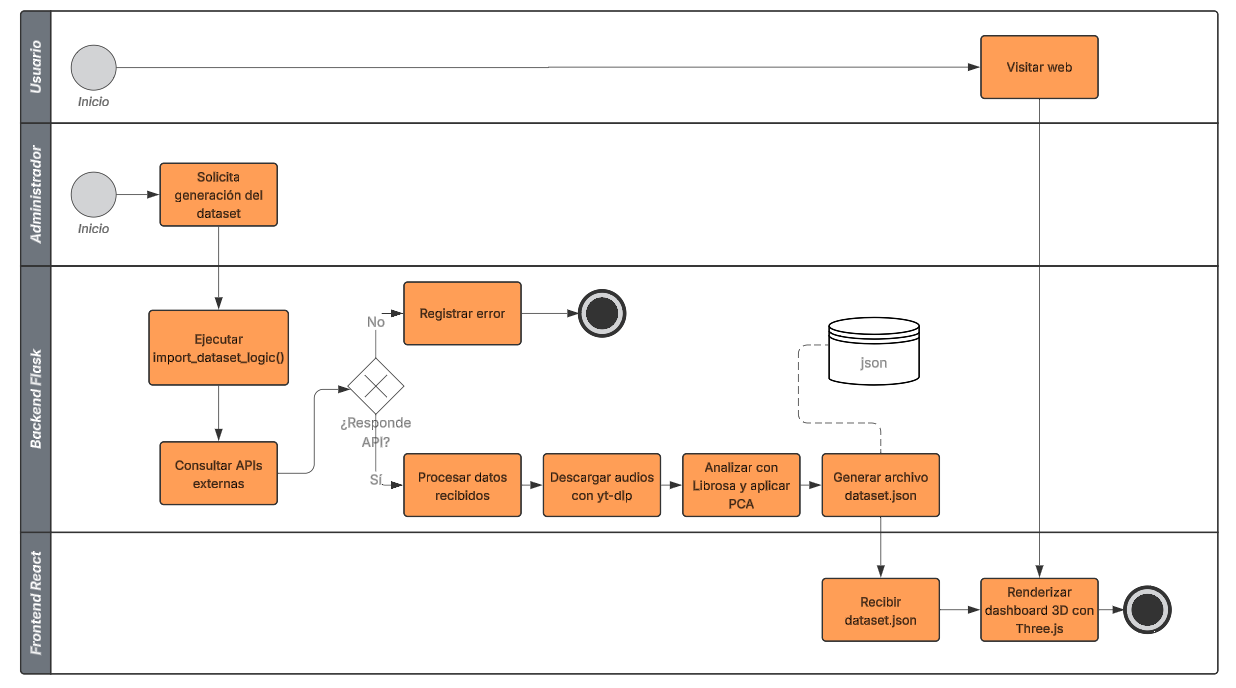 Usuario
Inicio
Visitar web
Administrador
Inicio
Solicita
generación del
dataset
Backend Flask
Ejecutar
import_dataset_logic()
Consultar APIs
externas
No
¿Responde
API?
Sí
Registrar error
Procesar datos
recibidos
Descargar audios
con yt-dlp
Analizar con
Librosa y aplicar
PCA
Generar archivo
dataset.json
json
Frontend React
Recibir
dataset.json
Renderizar
dashboard 3D con
Three.js